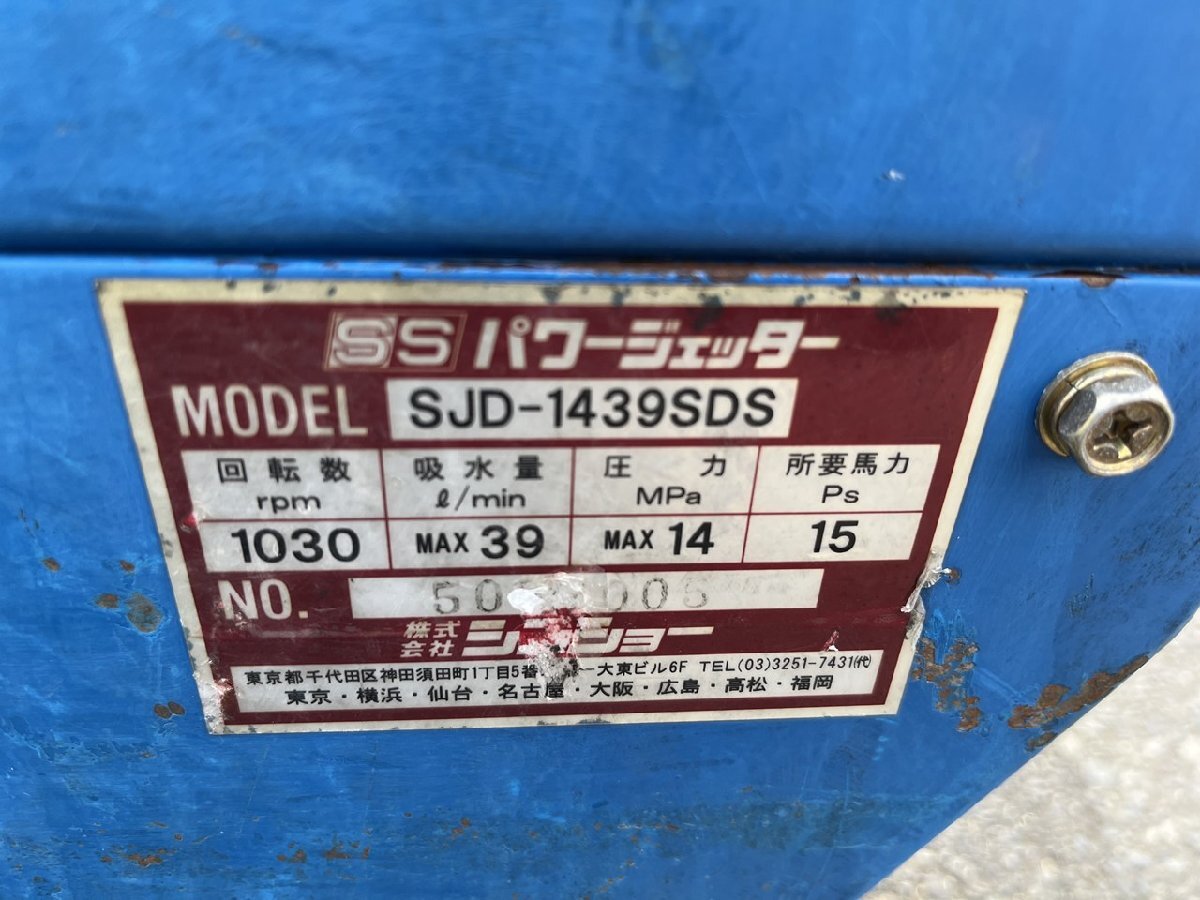 SS パワージェッター
MODEL SJD-1439SDS
回転数 吸水量 圧力 所要馬力
rpm ℓ/min MPa Ps
1030 MAX 39 MAX 14 15
NO.
株式会社
東京都千代田区神田須田町1丁目5番 大東ビル6F TEL(03)3251-7431(代)
東京・横浜・仙台・名古屋・大阪・広島・高松・福岡